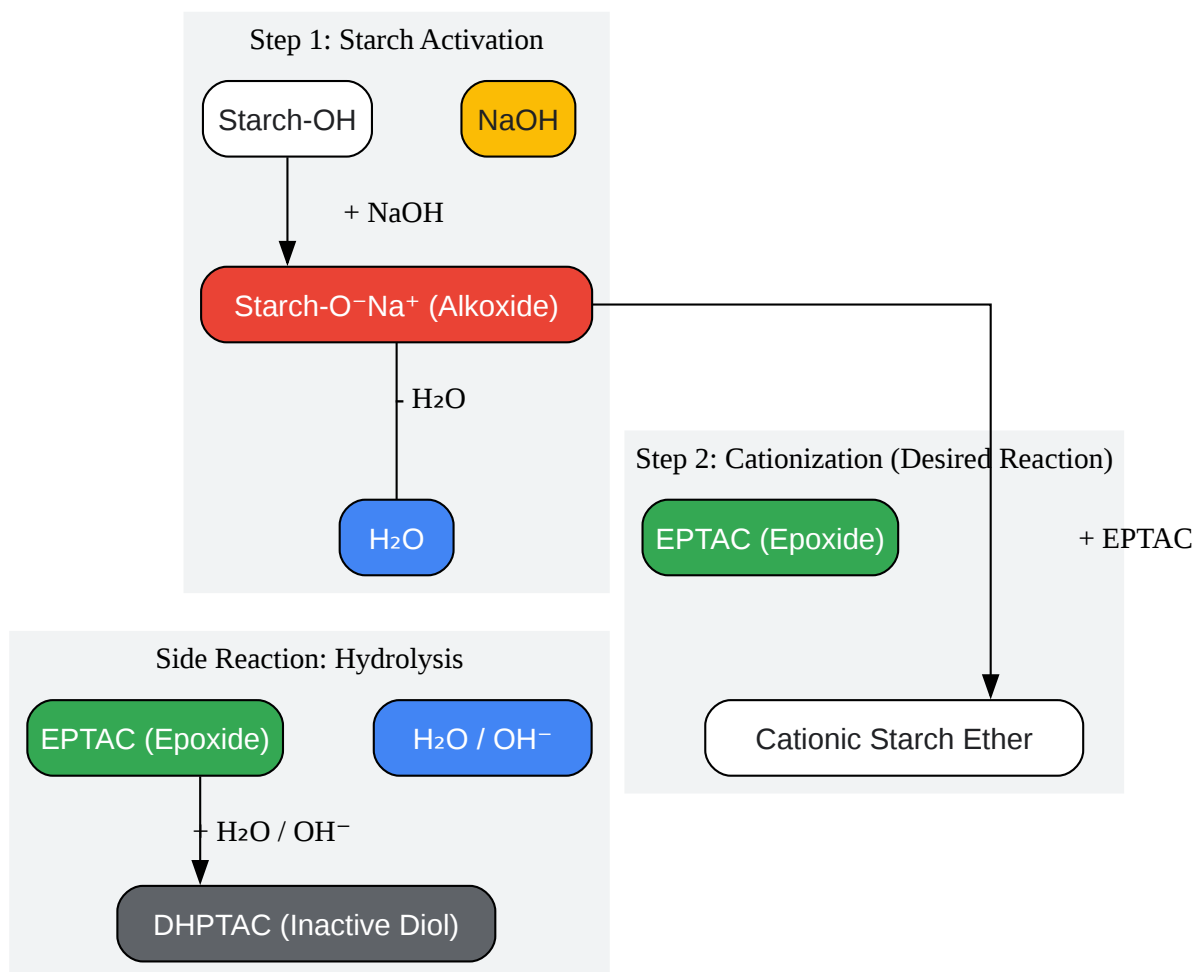 Step 1: Starch Activation
Starch-OH
NaOH
+ NaOH
Starch-O⁻Na⁺ (Alkoxide)
- H₂O
H₂O
Step 2: Cationization (Desired Reaction)
EPTAC (Epoxide)
+ EPTAC
Cationic Starch Ether
Side Reaction: Hydrolysis
EPTAC (Epoxide)
H₂O / OH⁻
+ H₂O / OH⁻
DHPTAC (Inactive Diol)